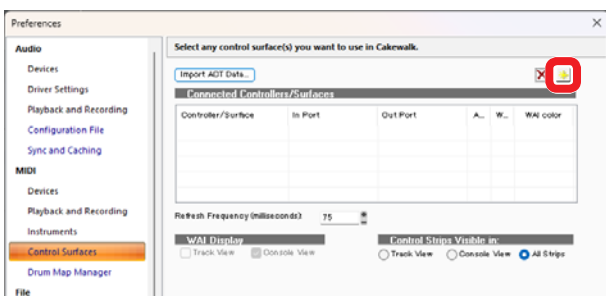 Preferences
Audio
Devices
Driver Settings
Playback and Recording
Configuration File
Sync and Caching
MIDI
Devices
Playback and Recording
Instruments
Control Surfaces
Drum Map Manager
File
Select any control surface(s) you want to use in Cakewalk.
Import ACT Data...
Connected Controllers/Surfaces
Controller/Surface In Port Out Port A... W... WAI color
Refresh Frequency (milliseconds): 75
WAI Display
Track View Console View
Control Strips Visible in:
Track View Console View All Strips